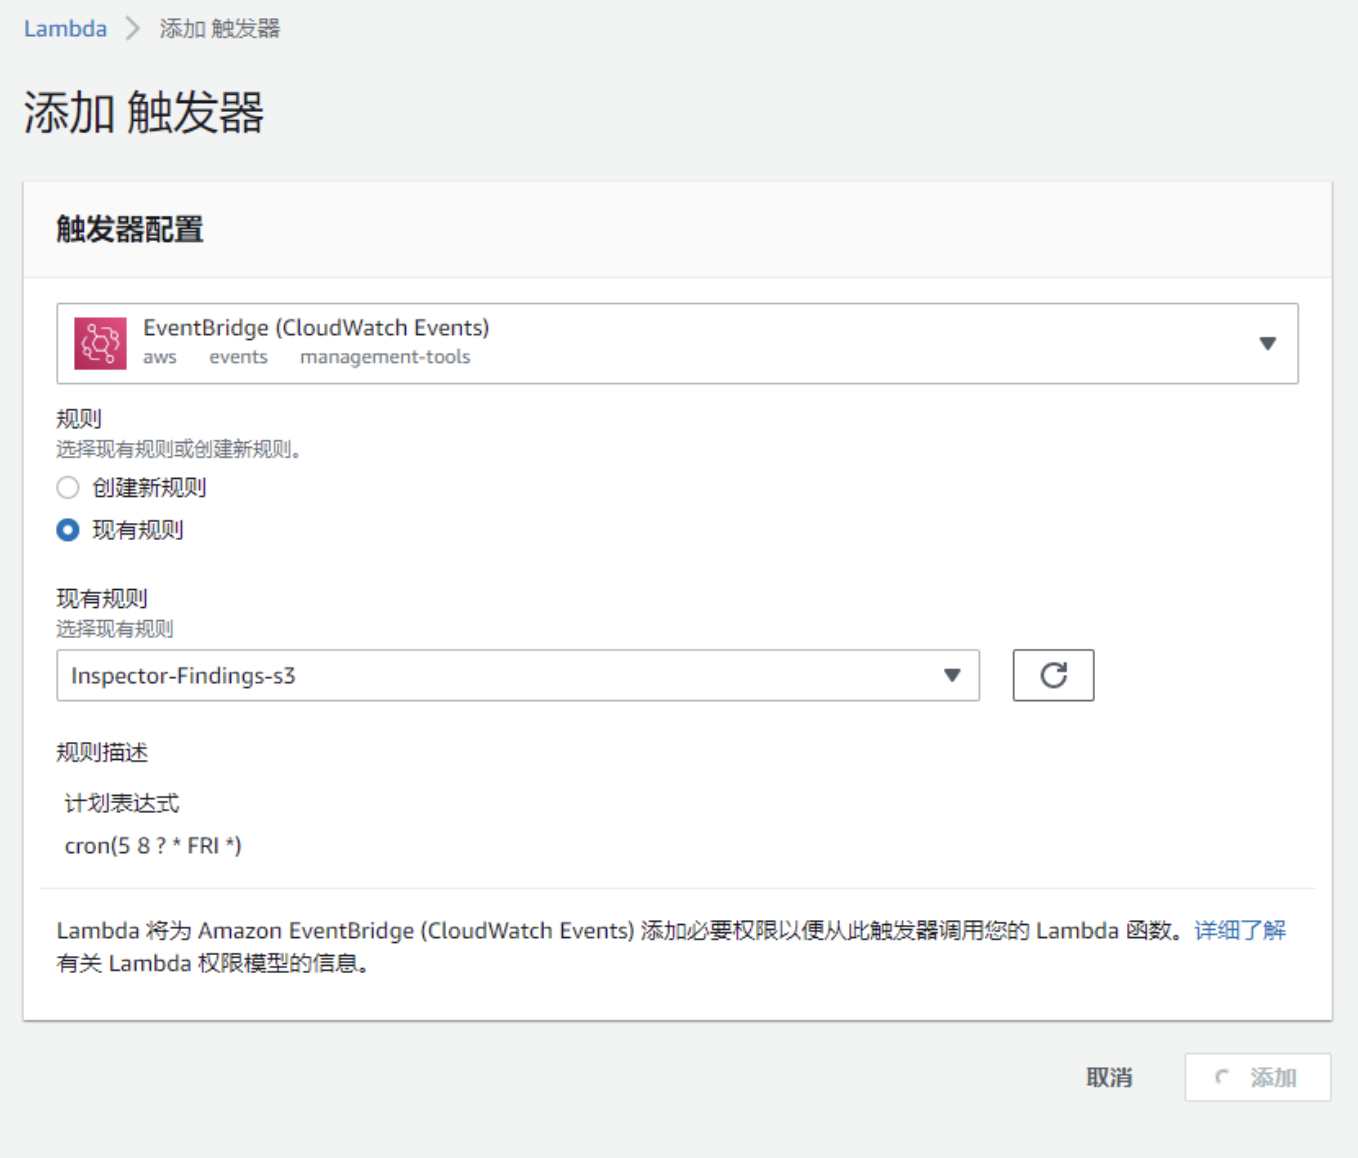 Lambda 添加 触发器
添加 触发器
触发器配置
EventBridge (CloudWatch Events)
aws events management-tools
规则
选择现有规则或创建新规则。
创建新规则
现有规则
现有规则
选择现有规则
Inspector-Findings-s3
规则描述
计划表达式
cron(5 8 ? * FRI *)
Lambda 将为 Amazon EventBridge (CloudWatch Events) 添加必要权限以便从此触发器调用您的 Lambda 函数。详细了解
有关 Lambda 权限模型的信息。
取消 添加